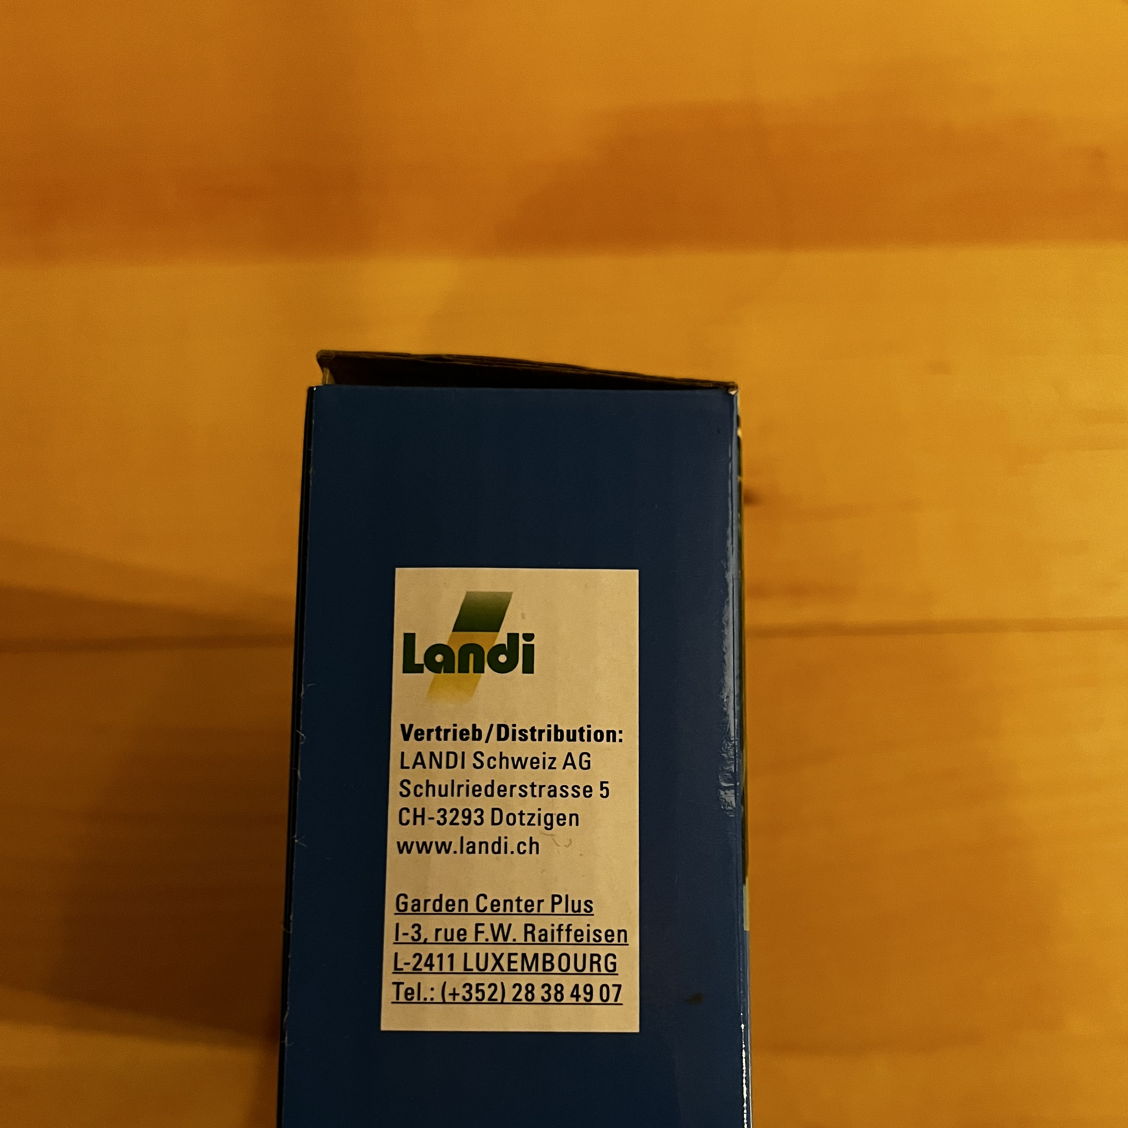 Landi
Vertrieb/Distribution:
LANDI Schweiz AG
Schulriederstrasse 5
CH-3293 Dotzigen
www.landi.ch
Garden Center Plus
I-3, rue F.W. Raiffeisen
L-2411 LUXEMBOURG
Tel.: (+352) 28 38 49 07